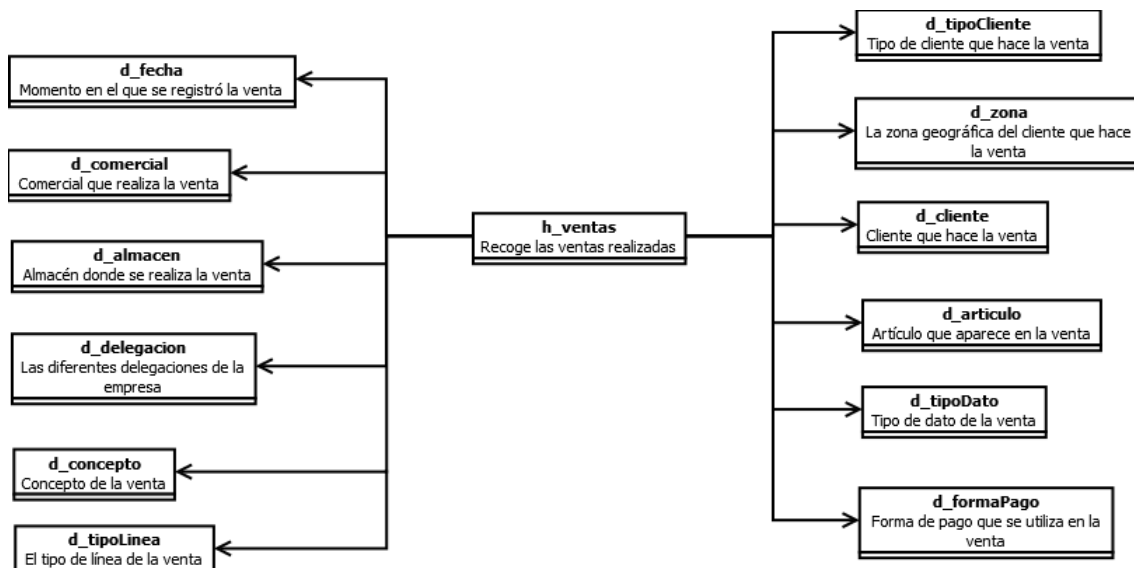 d_fecha
Momento en el que se registró la venta
d_comercial
Comercial que realiza la venta
d_almacen
Almacén donde se realiza la venta
d_delegacion
Las diferentes delegaciones de la
empresa
d_concepto
Concepto de la venta
d_tipoLinea
El tipo de línea de la venta
h_ventas
Recoge las ventas realizadas
d_tipoCliente
Tipo de cliente que hace la venta
d_zona
La zona geográfica del cliente que hace
la venta
d_cliente
Cliente que hace la venta
d_articulo
Artículo que aparece en la venta
d_tipoDato
Tipo de dato de la venta
d_formaPago
Forma de pago que se utiliza en la
venta